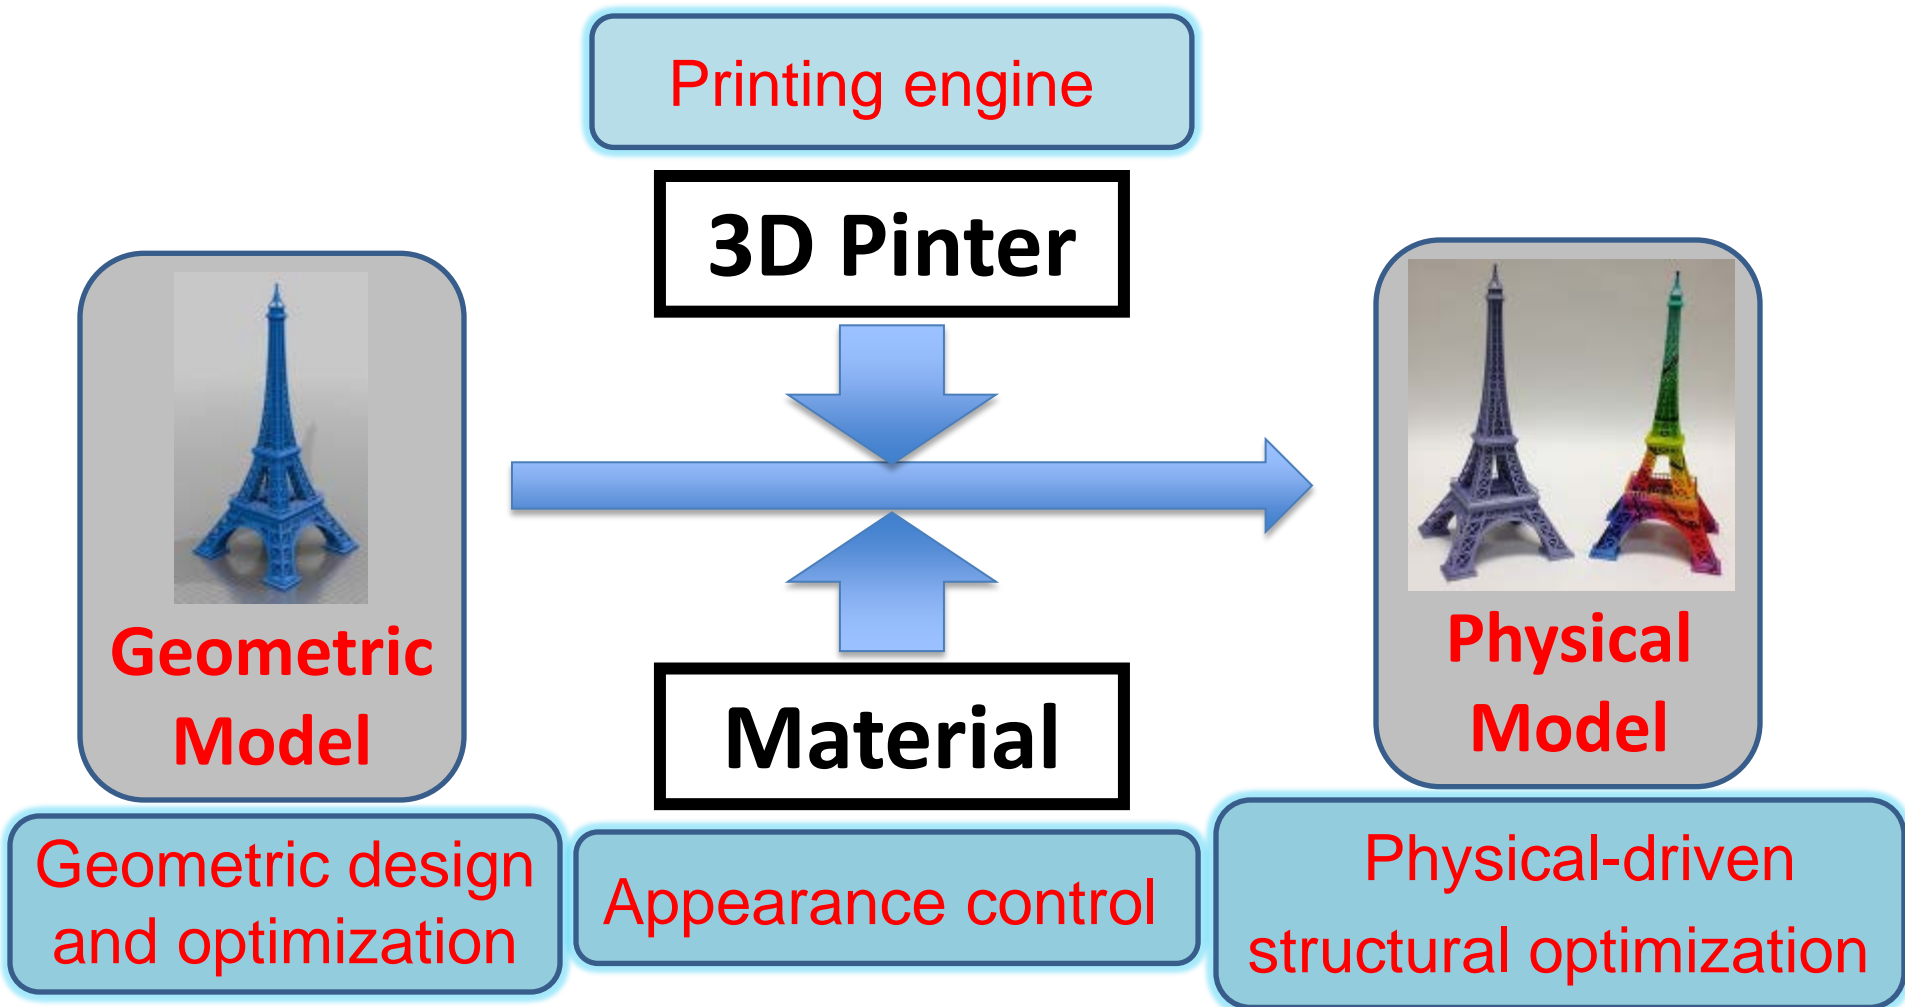 Printing engine
3D Pinter
Geometric
Model
Physical
Model
Material
Geometric design
and optimization
Appearance control
Physical-driven
structural optimization